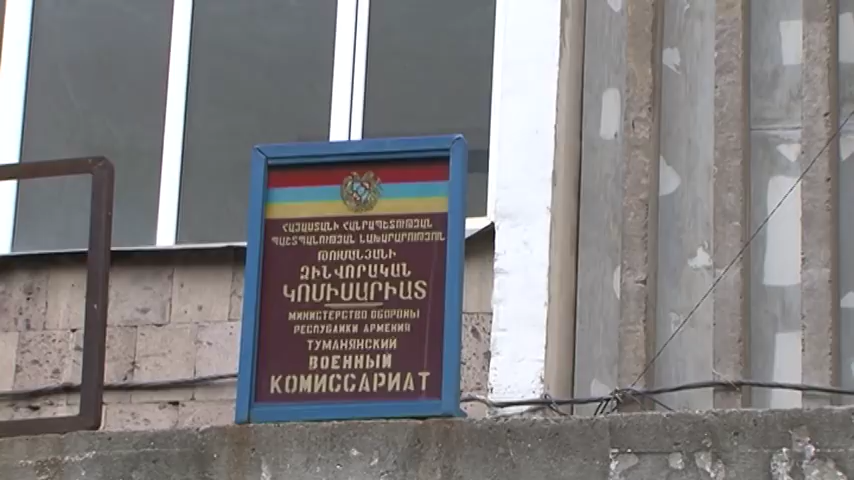 ՀԱՅԱՍՏԱՆԻ ՀԱՆՐԱՊԵՏՈՒԹՅԱՆ
ՊԱՇՏՊԱՆՈՒԹՅԱՆ ՆԱԽԱՐԱՐՈՒԹՅՈՒՆ
ԹՈՒՄԱՆՅԱՆԻ
ԶԻՆՎՈՐԱԿԱՆ
ԿՈՄԻՍԱՐԻԱՏ
МИНИСТЕРСТВО ОБОРОНЫ
РЕСПУБЛИКИ АРМЕНИЯ
ТУМАНЯНСКИЙ
ВОЕННЫЙ
КОМИССАРИАТ